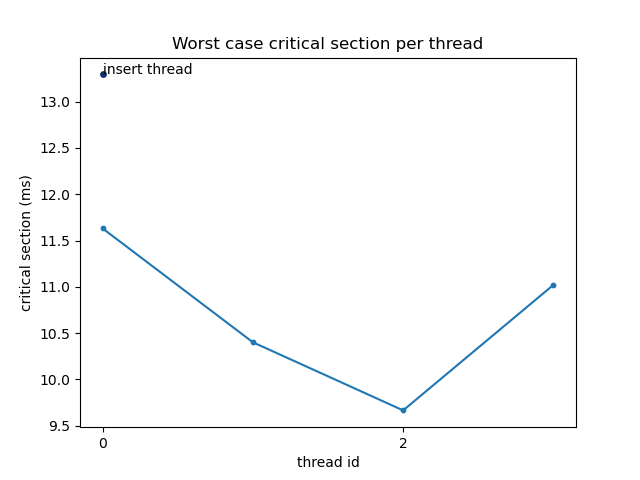 Worst case critical section per thread
insert thread
13.0
12.5
12.0
11.5
11.0
10.5
10.0
9.5
critical section (ms)
0 2
thread id